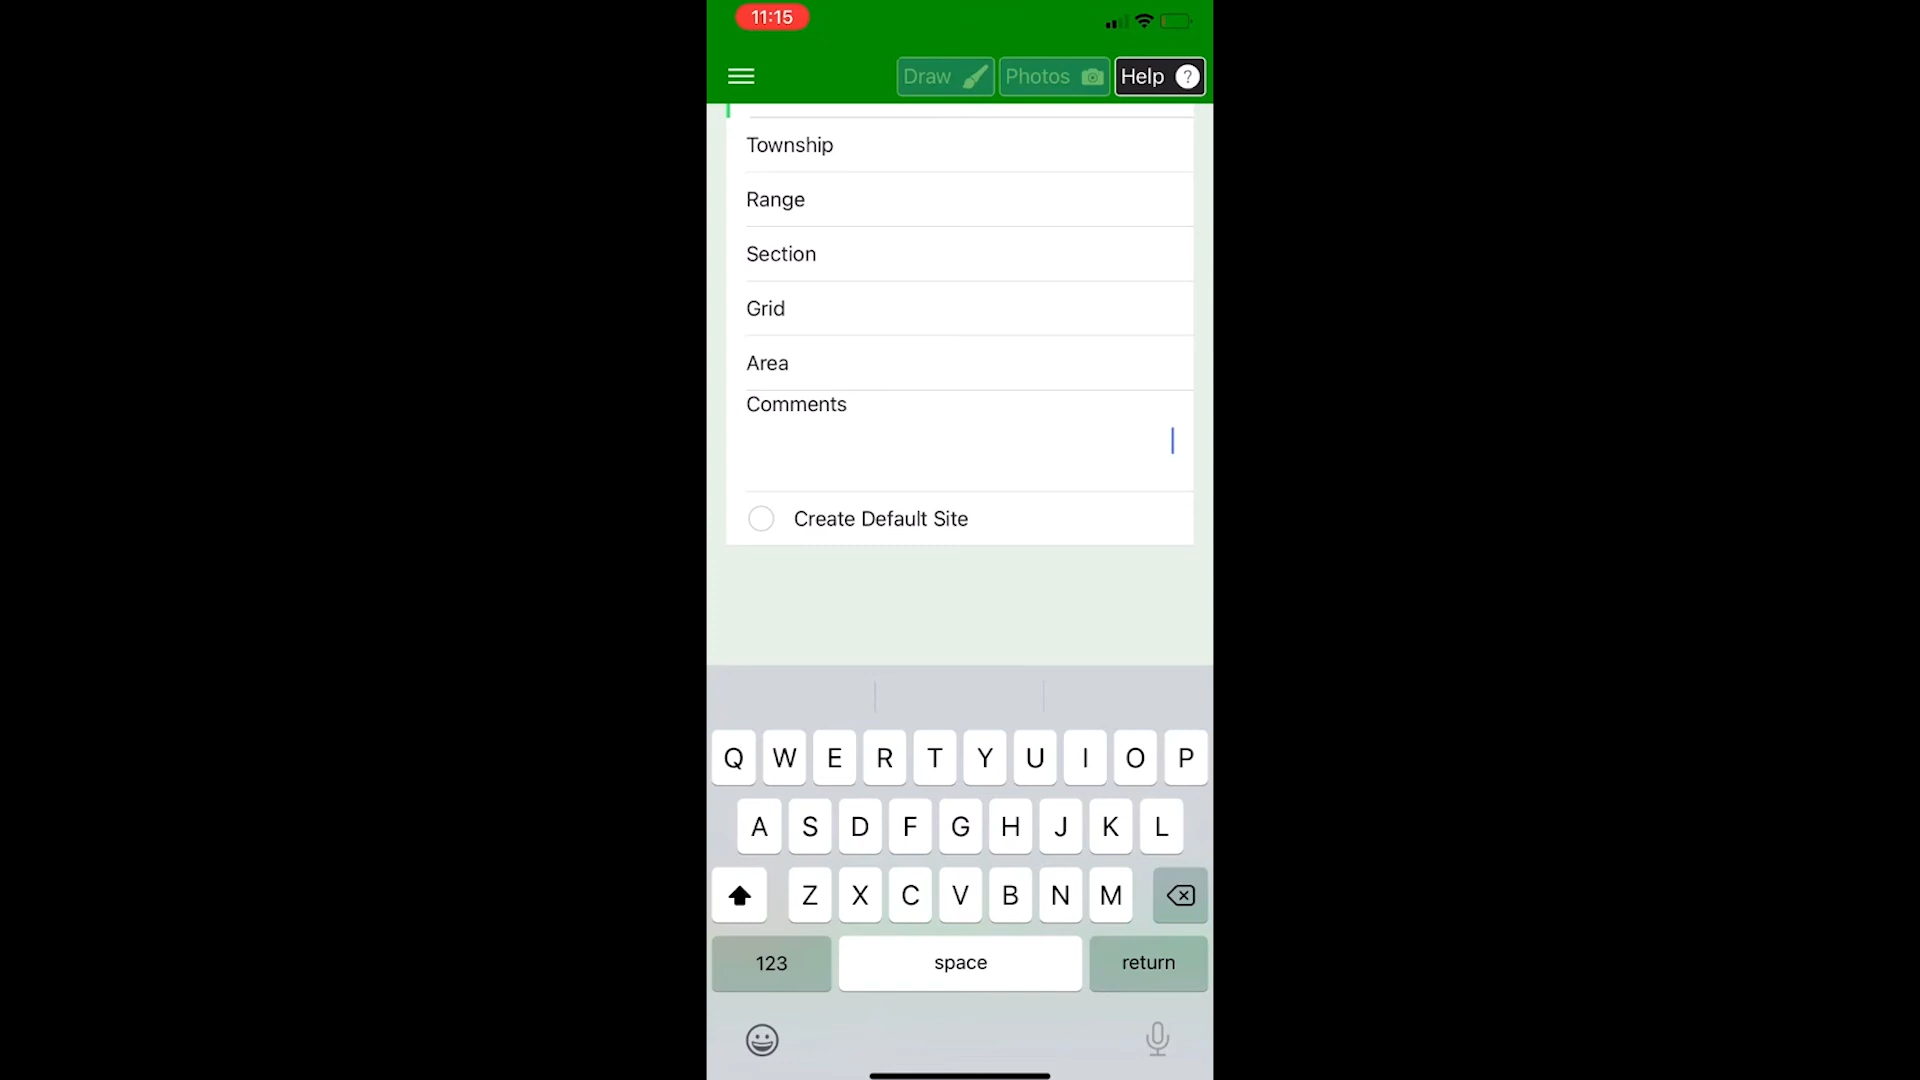 11:15
Draw Photos Help ?
Township
Range
Section
Grid
Area
Comments
Create Default Site
Q W E R T Y U I O P
A S D F G H J K L
Z X C V B N M
123 space return